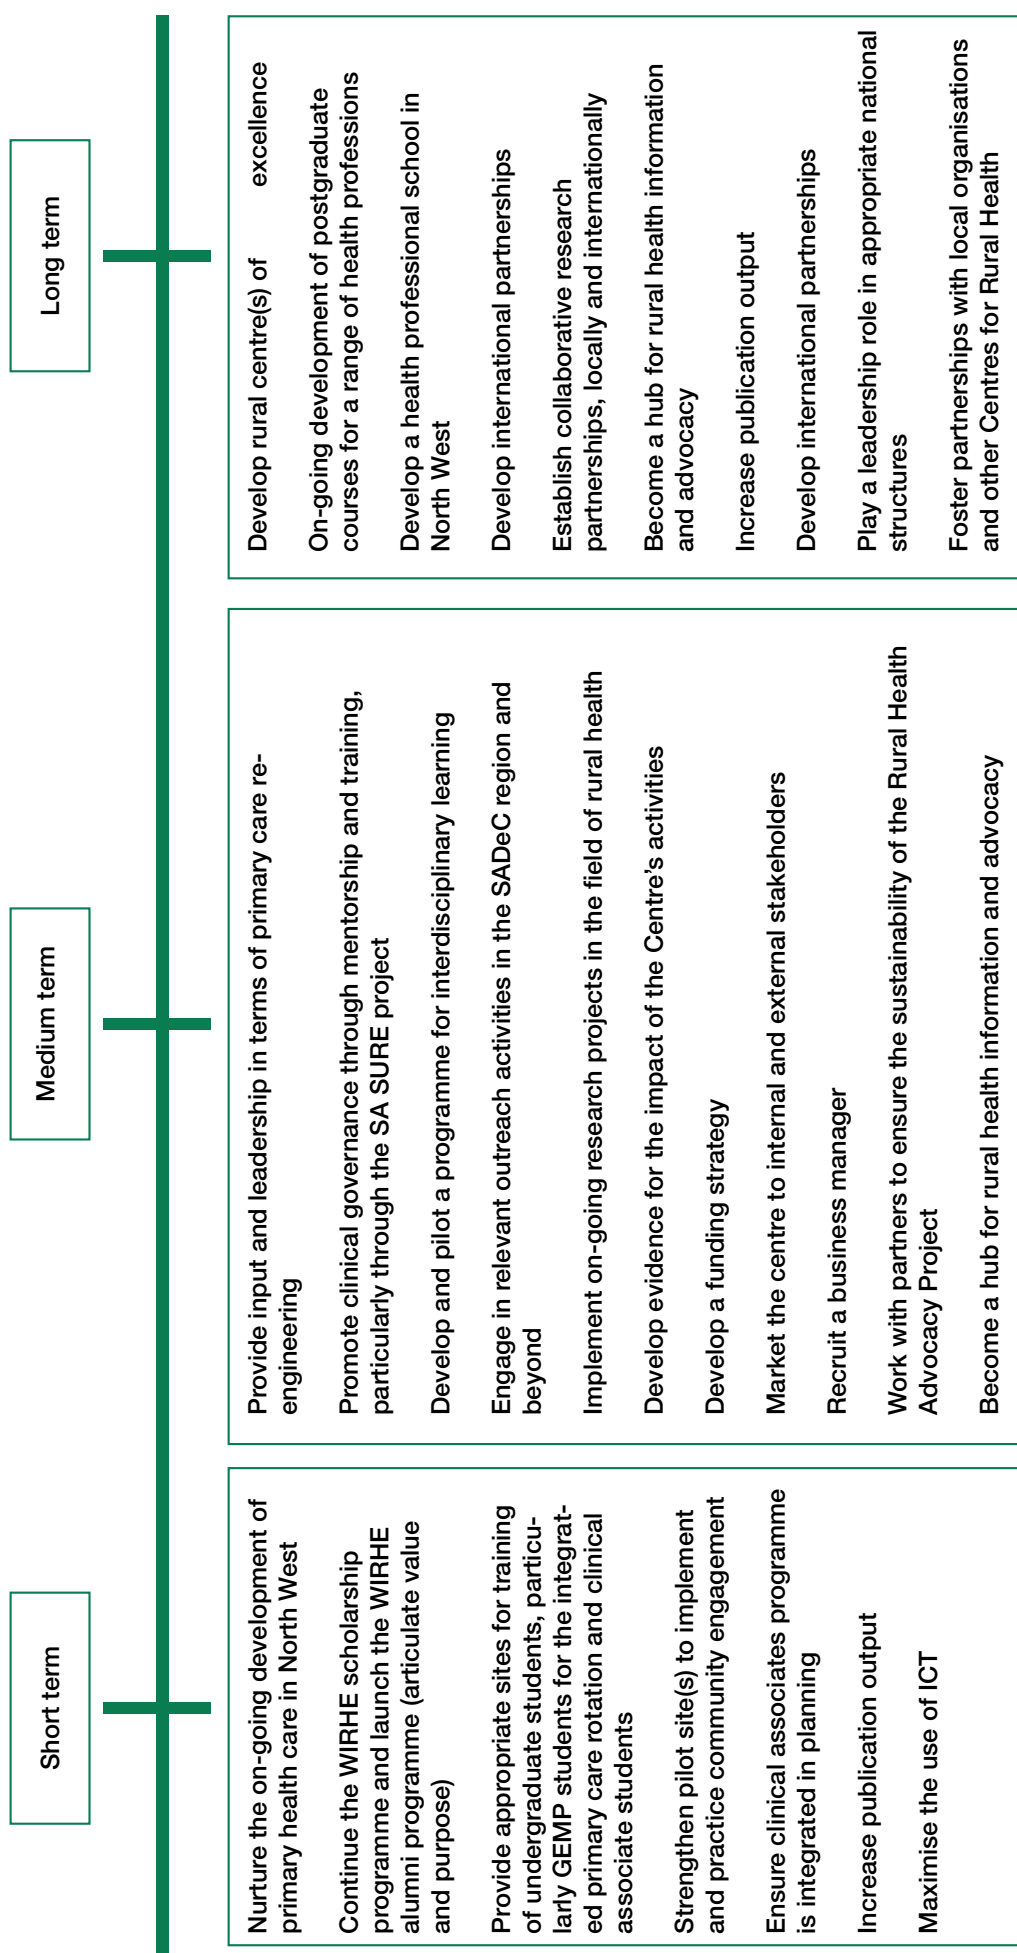 Short term
Nurture the on-going development of
primary health care in North West
Continue the WIRHE scholarship
programme and launch the WIRHE
alumni programme (articulate value
and purpose)
Provide appropriate sites for training
of undergraduate students, particu-
larly GEMP students for the integrat-
ed primary care rotation and clinical
associate students
Strengthen pilot site(s) to implement
and practice community engagement
Ensure clinical associates programme
is integrated in planning
Increase publication output
Maximise the use of ICT
Medium term
Provide input and leadership in terms of primary care re-
engineering
Promote clinical governance through mentorship and training,
particularly through the SA SURE project
Develop and pilot a programme for interdisciplinary learning
Engage in relevant outreach activities in the SADeC region and
beyond
Implement on-going research projects in the field of rural health
Develop evidence for the impact of the Centre's activities
Develop a funding strategy
Market the centre to internal and external stakeholders
Recruit a business manager
Work with partners to ensure the sustainability of the Rural Health
Advocacy Project
Become a hub for rural health information and advocacy
Long term
Develop rural centre(s) of excellence
On-going development of postgraduate
courses for a range of health professions
Develop a health professional school in
North West
Develop international partnerships
Establish collaborative research
partnerships, locally and internationally
Become a hub for rural health information
and advocacy
Increase publication output
Develop international partnerships
Play a leadership role in appropriate national
structures
Foster partnerships with local organisations
and other Centres for Rural Health